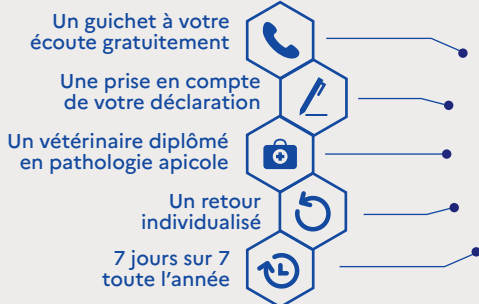 Un guichet à votre
écoute gratuitement
Une prise en compte
de votre déclaration
Un vétérinaire diplômé
en pathologie apicole
Un retour
individualisé
7 jours sur 7
toute l’année